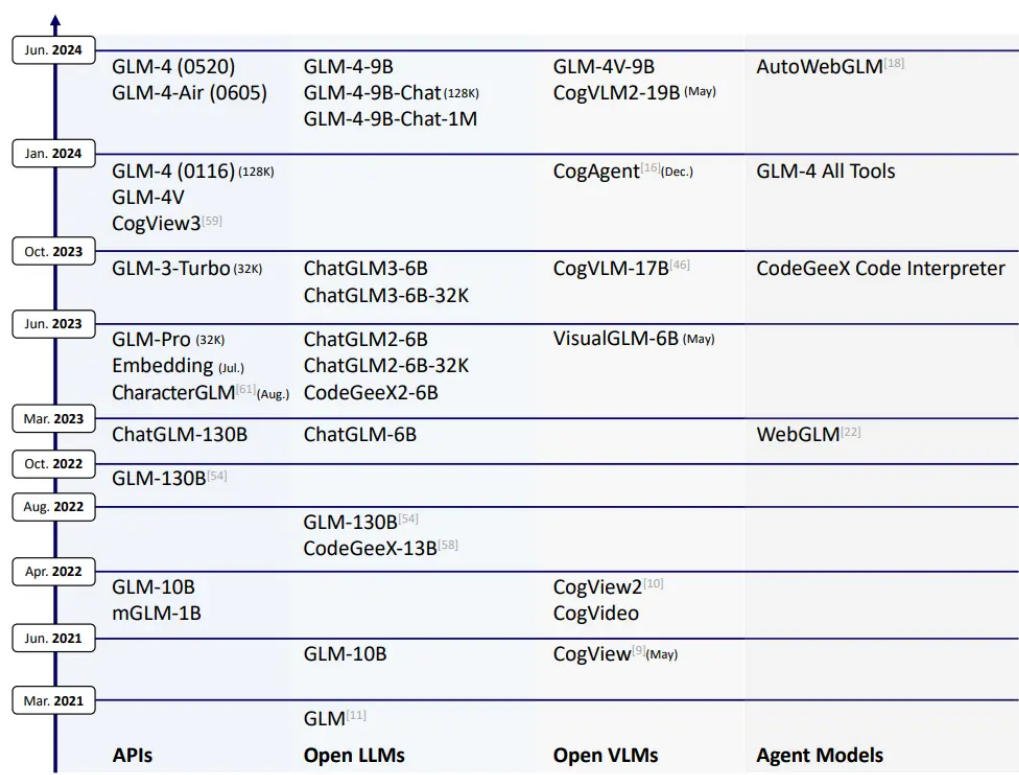 Jun. 2024
GLM-4 (0520) GLM-4-9B GLM-4V-9B AutoWebGLM[18]
GLM-4-Air (0605) GLM-4-9B-Chat (128K) CogVLM2-19B (May)
GLM-4-9B-Chat-1M
Jan. 2024
GLM-4 (0116) (128K) CogAgent[16](Dec.) GLM-4 All Tools
GLM-4V
CogView3[59]
Oct. 2023
GLM-3-Turbo (32K) ChatGLM3-6B CogVLM-17B[46] CodeGeeX Code Interpreter
ChatGLM3-6B-32K
Jun. 2023
GLM-Pro (32K) ChatGLM2-6B VisualGLM-6B (May)
Embedding (Jul.) ChatGLM2-6B-32K
CharacterGLM[61](Aug.) CodeGeeX2-6B
Mar. 2023
ChatGLM-130B ChatGLM-6B WebGLM[22]
Oct. 2022
GLM-130B[54]
Aug. 2022
GLM-130B[54]
CodeGeeX-13B[58]
Apr. 2022
GLM-10B CogView2[10]
mGLM-1B CogVideo
Jun. 2021
GLM-10B CogView[9](May)
Mar. 2021
GLM[11]
APIs Open LLMs Open VLMs Agent Models